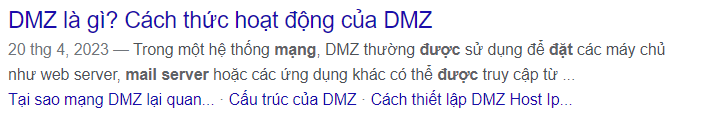 DMZ là gì? Cách thức hoạt động của DMZ
20 thg 4, 2023 — Trong một hệ thống mạng, DMZ thường được sử dụng để đặt các máy chủ
như web server, mail server hoặc các ứng dụng khác có thể được truy cập từ ...
Tại sao mạng DMZ lại quan... · Cấu trúc của DMZ · Cách thiết lập DMZ Host Ip...